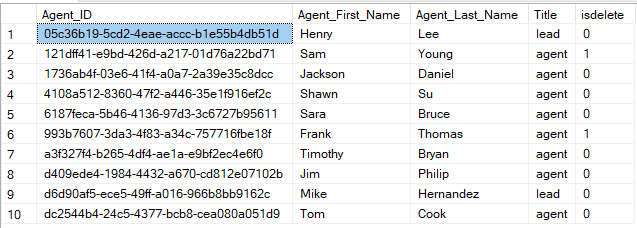 Agent_ID Agent_First_Name Agent_Last_Name Title isdelete
1 05c36b19-5cd2-4eae-accc-b1e55b4db51d Henry Lee lead 0
2 121dff41-e9bd-426d-a217-01d76a22bd71 Sam Young agent 1
3 1736ab4f-03e6-41f4-a0a7-2a39e35c8dcc Jackson Daniel agent 0
4 4108a512-8360-47f2-a446-35e1f916ef2c Shawn Su agent 0
5 6187feca-5b46-4136-97d3-3c6727b95611 Sara Bruce agent 0
6 993b7607-3da3-4f83-a34c-757716fbe18f Frank Thomas agent 1
7 a3f327f4-b265-4df4-ae1a-e9bf2ec4e6f0 Timothy Bryan agent 0
8 d409ede4-1984-4432-a670-cd812e07102b Jim Philip agent 0
9 d6d90af5-ece5-49ff-a016-966b8bb9162c Mike Hernandez lead 0
10 dc2544b4-24c5-4377-bcb8-cea080a051d9 Tom Cook agent 0